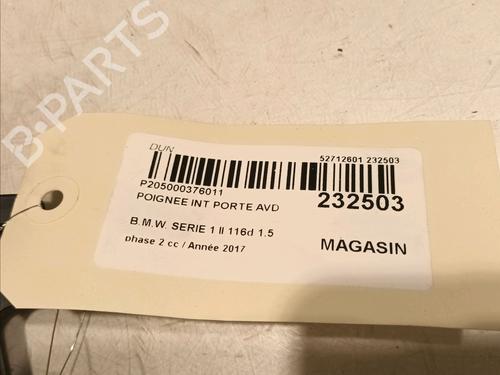 B-PARTS
DUN
52712601 232503
P205000376011
POIGNEE INT PORTE AVD
232503
B.M.W. SERIE 1 II 116d 1.5
phase 2 cc / Année 2017
MAGASIN